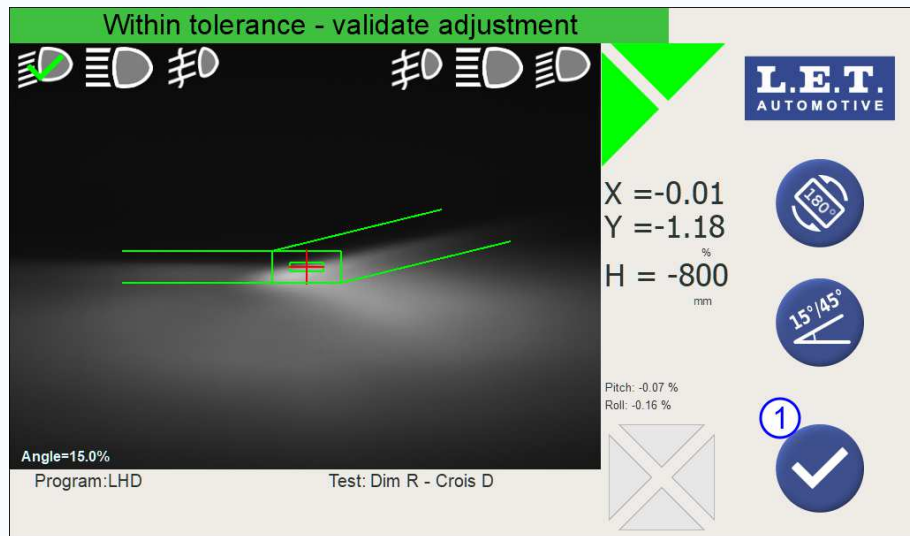 Within tolerance - validate adjustment
L.E.T.
AUTOMOTIVE
180°
X =-0.01
Y =-1.18
%
H = -800
mm
15°/45°
Pitch: -0.07 %
Roll: -0.16 %
1
Angle=15.0%
Program:LHD
Test: Dim R - Crois D